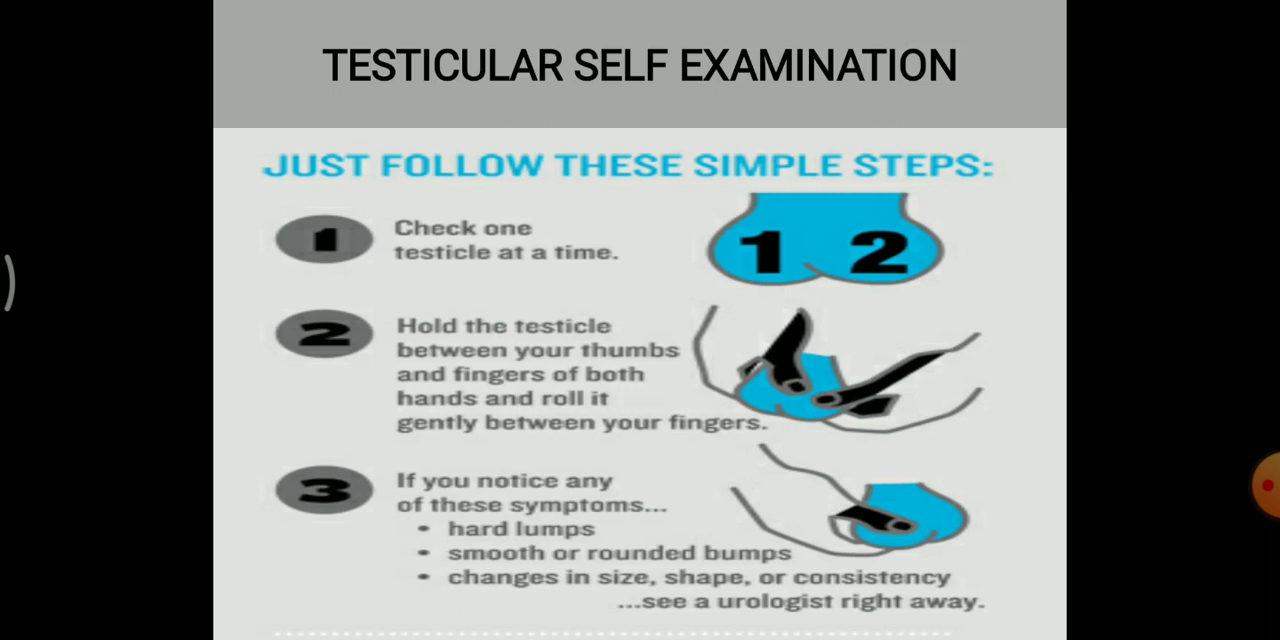 TESTICULAR SELF EXAMINATION
JUST FOLLOW THESE SIMPLE STEPS:
1
Check one
testicle at a time.
1 2
2
Hold the testicle
between your thumbs
and fingers of both
hands and roll it
gently between your fingers.
3
If you notice any
of these symptoms...
• hard lumps
• smooth or rounded bumps
• changes in size, shape, or consistency
...see a urologist right away.